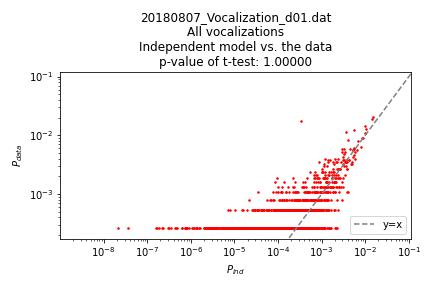 20180807_Vocalization_d01.dat
All vocalizations
Independent model vs. the data
p-value of t-test: 1.00000
10⁻¹
10⁻²
10⁻³
P_data
y=x
10⁻⁸ 10⁻⁷ 10⁻⁶ 10⁻⁵ 10⁻⁴ 10⁻³ 10⁻² 10⁻¹
P_ind